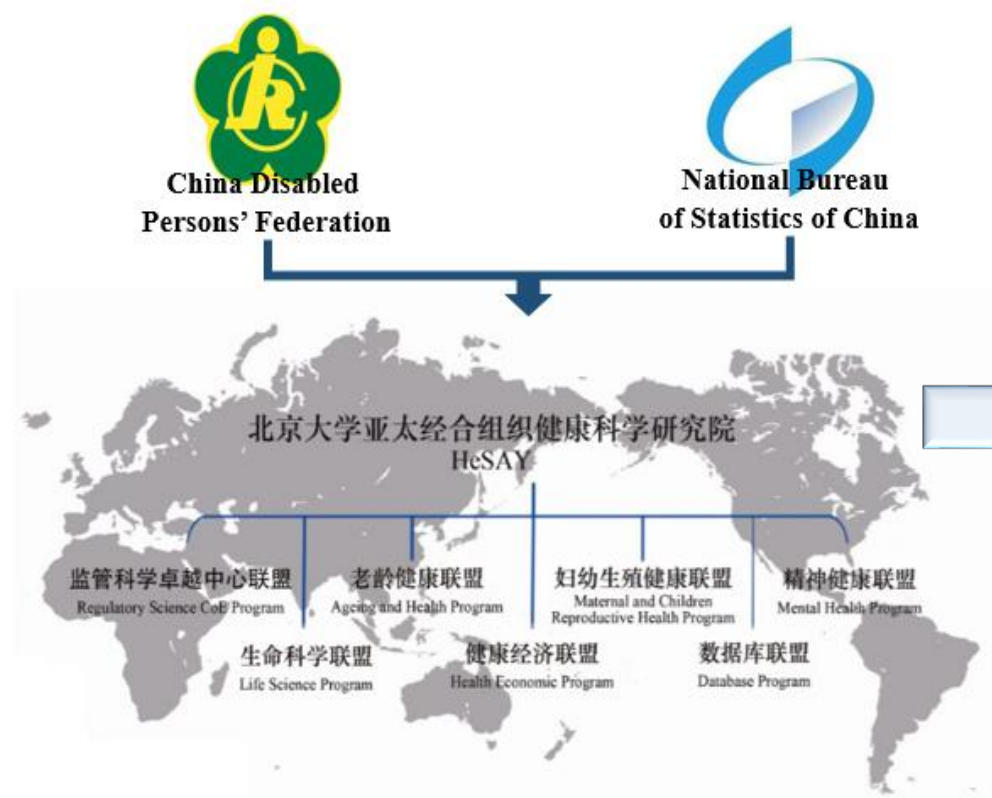 China Disabled
Persons’ Federation
National Bureau
of Statistics of China
北京大学亚太经合组织健康科学研究院
HeSAY
监管科学卓越中心联盟
Regulatory Science CoE Program
老龄健康联盟
Ageing and Health Program
妇幼生殖健康联盟
Maternal and Children
Reproductive Health Program
精神健康联盟
Mental Health Program
生命科学联盟
Life Science Program
健康经济联盟
Health Economic Program
数据库联盟
Database Program